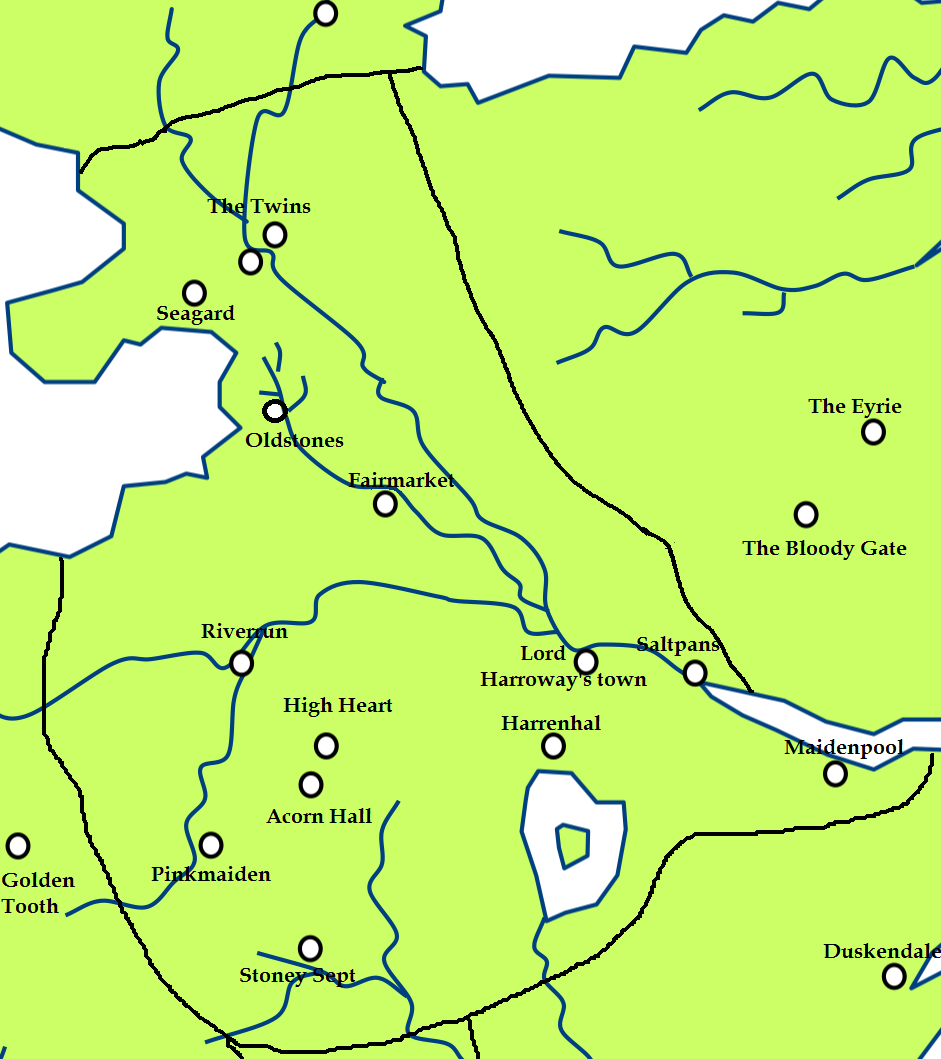 The Twins
Seagard
The Eyrie
Oldstones
Fairmarket
The Bloody Gate
Riverrun
Saltpans
Lord
Harroway's town
High Heart
Harrenhal
Maidenpool
Acorn Hall
Pinkmaiden
Golden
Tooth
Duskendale
Stoney Sept